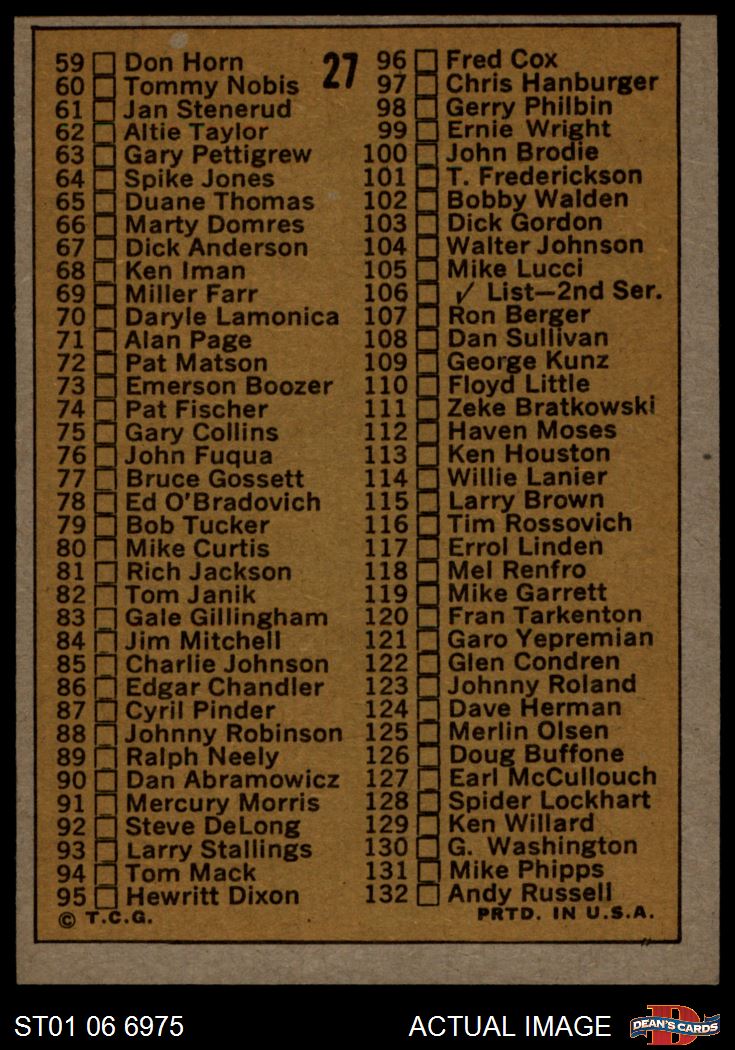 27
59 Don Horn
60 Tommy Nobis
61 Jan Stenerud
62 Altie Taylor
63 Gary Pettigrew
64 Spike Jones
65 Duane Thomas
66 Marty Domres
67 Dick Anderson
68 Ken Iman
69 Miller Farr
70 Daryle Lamonica
71 Alan Page
72 Pat Matson
73 Emerson Boozer
74 Pat Fischer
75 Gary Collins
76 John Fuqua
77 Bruce Gossett
78 Ed O'Bradovich
79 Bob Tucker
80 Mike Curtis
81 Rich Jackson
82 Tom Janik
83 Gale Gillingham
84 Jim Mitchell
85 Charlie Johnson
86 Edgar Chandler
87 Cyril Pinder
88 Johnny Robinson
89 Ralph Neely
90 Dan Abramowicz
91 Mercury Morris
92 Steve DeLong
93 Larry Stallings
94 Tom Mack
95 Hewritt Dixon
© T.C.G.
96 Fred Cox
97 Chris Hanburger
98 Gerry Philbin
99 Ernie Wright
100 John Brodie
101 T. Frederickson
102 Bobby Walden
103 Dick Gordon
104 Walter Johnson
105 Mike Lucci
106 ✓ List—2nd Ser.
107 Ron Berger
108 Dan Sullivan
109 George Kunz
110 Floyd Little
111 Zeke Bratkowski
112 Haven Moses
113 Ken Houston
114 Willie Lanier
115 Larry Brown
116 Tim Rossovich
117 Errol Linden
118 Mel Renfro
119 Mike Garrett
120 Fran Tarkenton
121 Garo Yepremian
122 Glen Condren
123 Johnny Roland
124 Dave Herman
125 Merlin Olsen
126 Doug Buffone
127 Earl McCullouch
128 Spider Lockhart
129 Ken Willard
130 G. Washington
131 Mike Phipps
132 Andy Russell
PRTD. IN U.S.A.
ST01 06 6975
ACTUAL IMAGE
D
DEAN'S CARDS